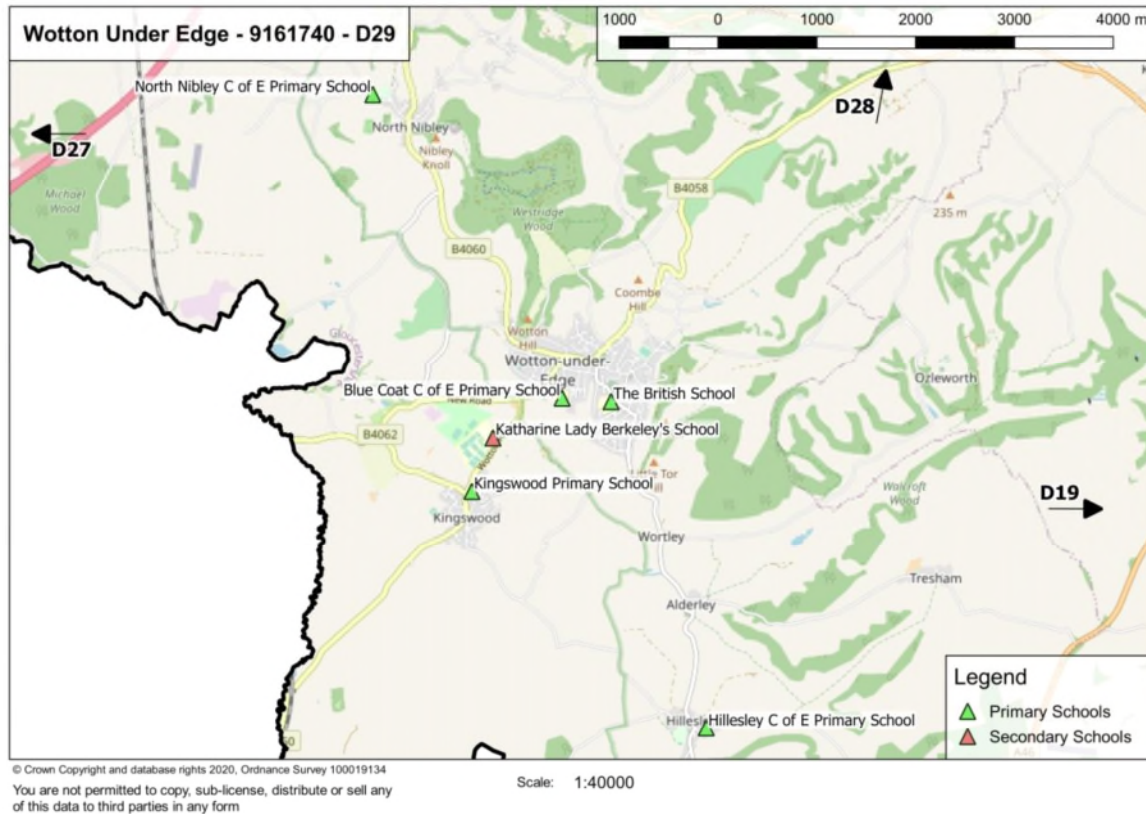 Wotton Under Edge - 9161740 - D29
1000 0 1000 2000 3000 4000 m
North Nibley C of E Primary School
D28
North Nibley
D27
Nibley
Knoll
Michael
Wood
B4058
235 m
Westridge
Wood
B4060
Coombe
Hill
Wotton
Hill
Wotton-under-
Edge
Ozleworth
Blue Coat C of E Primary School
The British School
New Road
Katharine Lady Berkeley's School
B4062
Kingswood Primary School
Walcroft
Wood
D19
Kingswood
Wortley
Tresham
Alderley
Legend
Primary Schools
Secondary Schools
Hillesley C of E Primary School
A46
© Crown Copyright and database rights 2020, Ordnance Survey 100019134
Scale: 1:40000
You are not permitted to copy, sub-license, distribute or sell any
of this data to third parties in any form